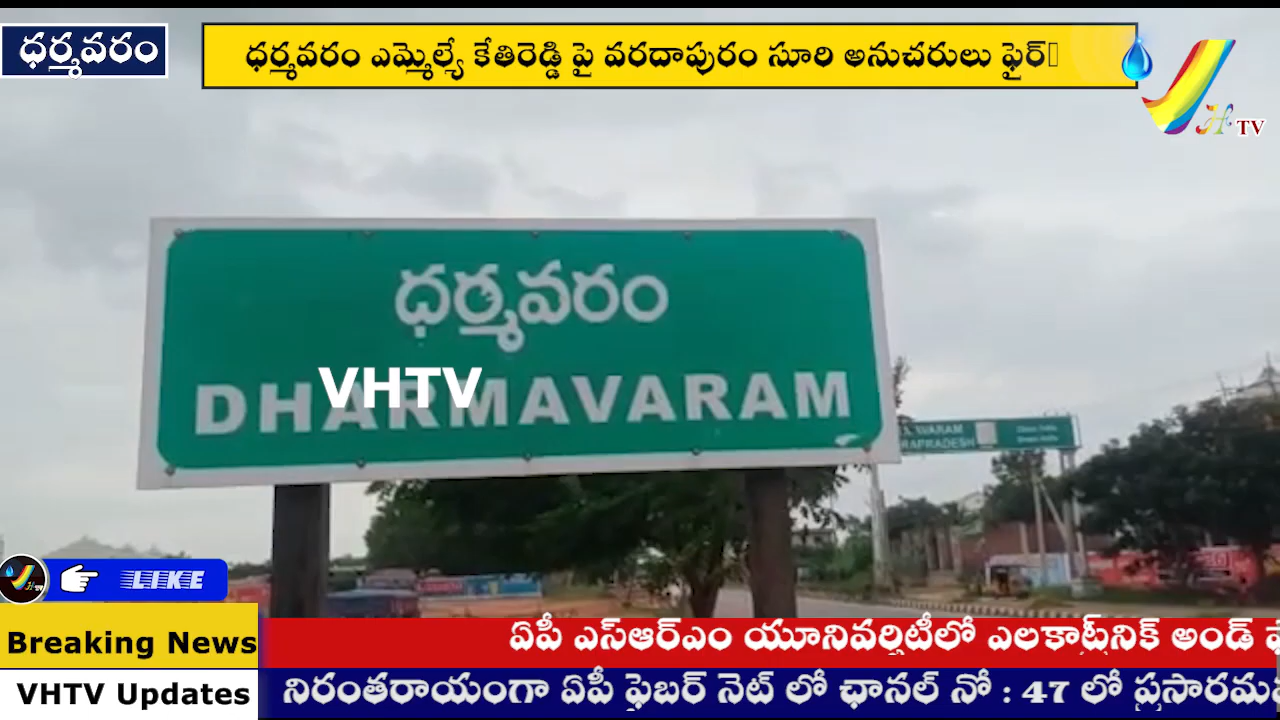 ధర్మవరం
ధర్మవరం ఎమ్మెల్యే కేతిరెడ్డి పై వరదాపురం సూరి అనుచరులు ఫైర్
H TV
ధర్మవరం
DHARMAVARAM
VHTV
LIKE
Breaking News
ఏపీ ఎస్ఆర్ఎం యూనివర్శిటీలో ఎలక్ట్రానిక్ అండ్
VHTV Updates
నిరంతరాయంగా ఏపీ ఫైబర్ నెట్ లో ఛానల్ నో : 47 లో